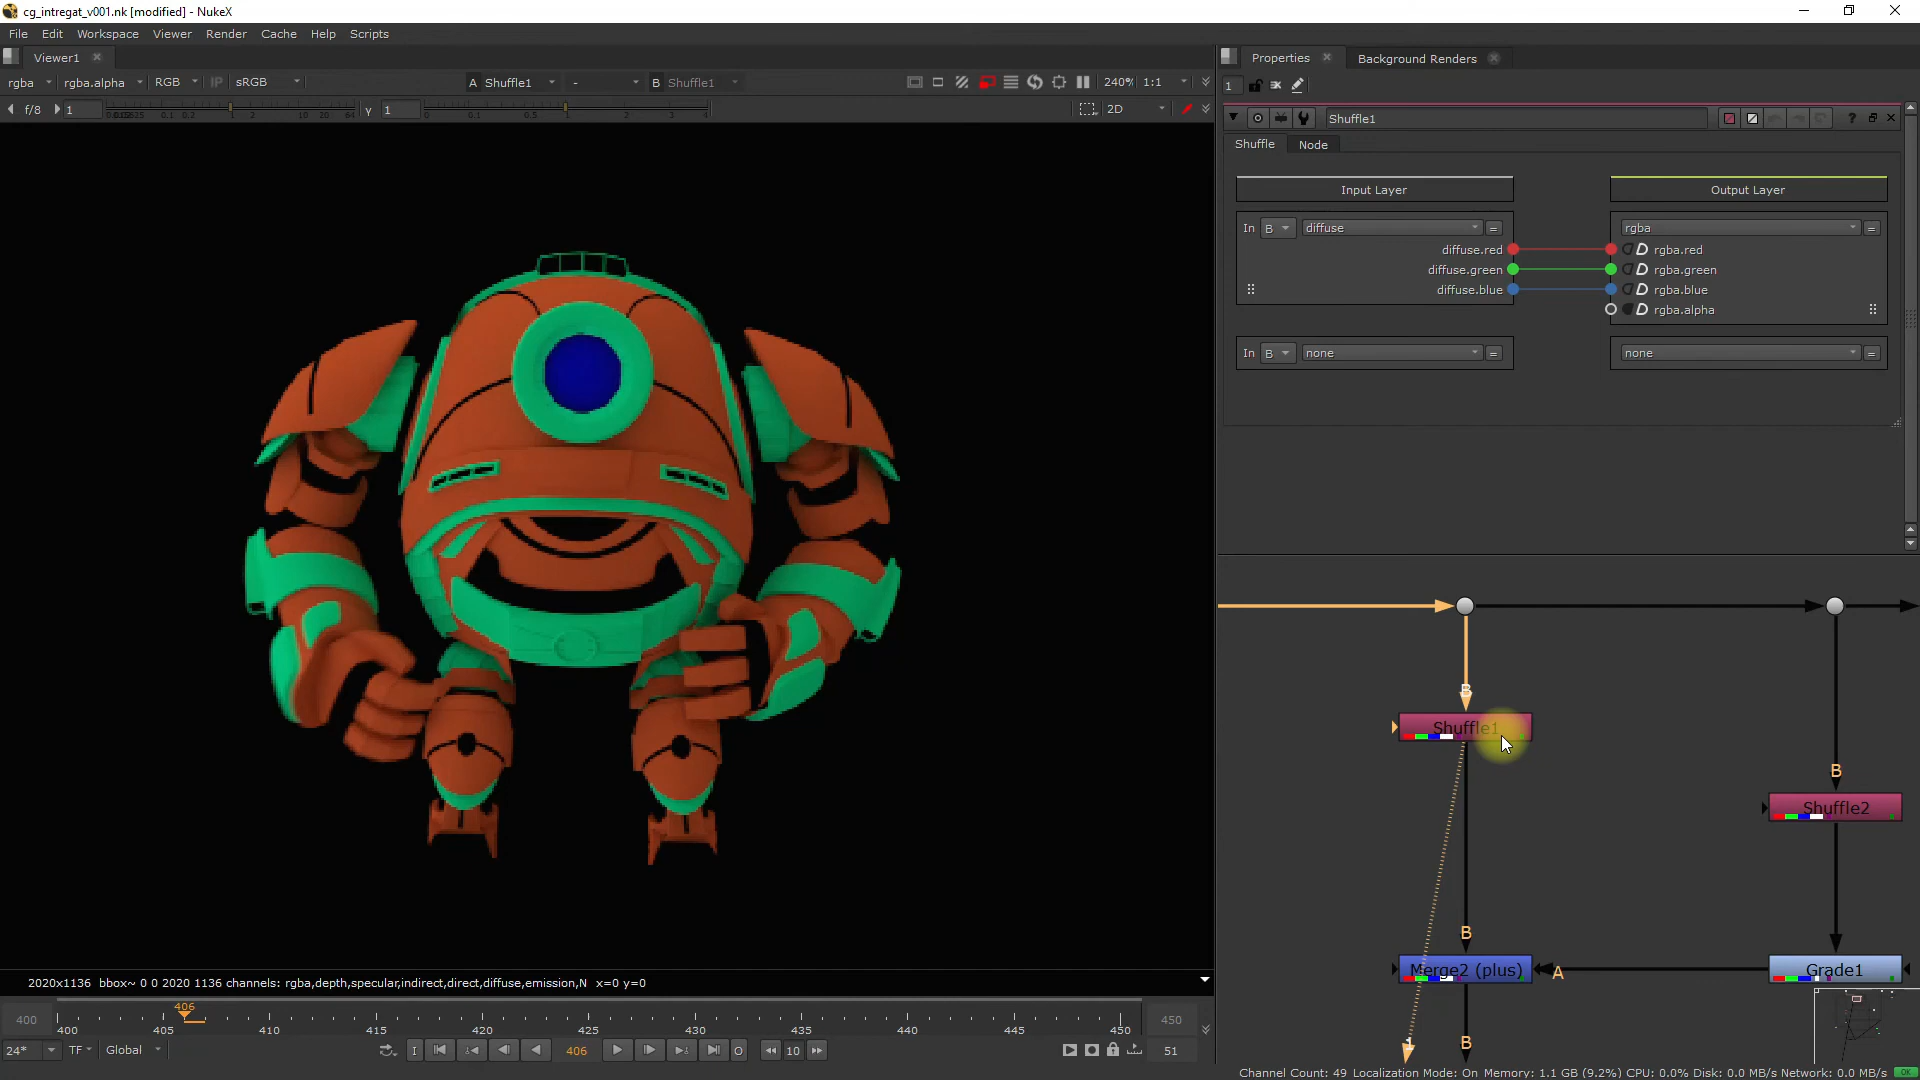 cg_intregat_v001.nk [modified] - NukeX
File Edit Workspace Viewer Render Cache Help Scripts
Viewer1
rgba rgba.alpha RGB IP sRGB A Shuffle1 - B Shuffle1 240% 1:1
f/8 1 γ 1 2D
Properties Background Renders
1
Shuffle1
Shuffle Node
Input Layer Output Layer
In B diffuse = rgba =
diffuse.red rgba.red
diffuse.green rgba.green
diffuse.blue rgba.blue
rgba.alpha
In B none = none =
B
Shuffle1
B
Shuffle2
B
Merge2 (plus) A Grade1
1 B
2020x1136 bbox~ 0 0 2020 1136 channels: rgba,depth,specular,indirect,direct,diffuse,emission,N x=0 y=0
406
400 400 405 410 415 420 425 430 435 440 445 450 450
24* TF Global I 406 O 10 51
Channel Count: 49 Localization Mode: On Memory: 1.1 GB (9.2%) CPU: 0.0% Disk: 0.0 MB/s Network: 0.0 MB/s OK